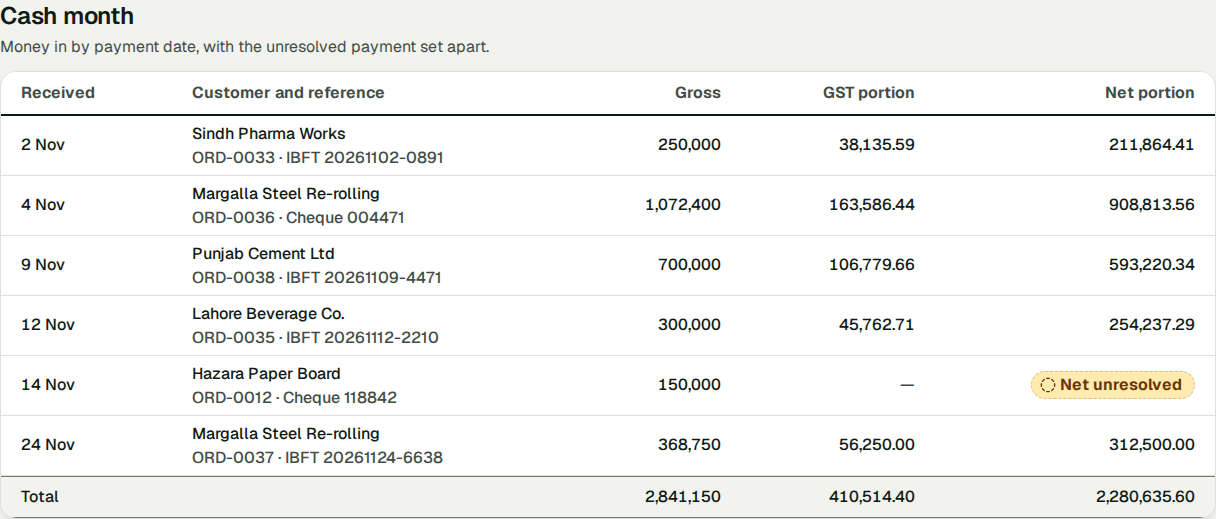 Cash month
Money in by payment date, with the unresolved payment set apart.
Received Customer and reference Gross GST portion Net portion
2 Nov Sindh Pharma Works 250,000 38,135.59 211,864.41
ORD-0033 · IBFT 20261102-0891
4 Nov Margalla Steel Re-rolling 1,072,400 163,586.44 908,813.56
ORD-0036 · Cheque 004471
9 Nov Punjab Cement Ltd 700,000 106,779.66 593,220.34
ORD-0038 · IBFT 20261109-4471
12 Nov Lahore Beverage Co. 300,000 45,762.71 254,237.29
ORD-0035 · IBFT 20261112-2210
14 Nov Hazara Paper Board 150,000 — Net unresolved
ORD-0012 · Cheque 118842
24 Nov Margalla Steel Re-rolling 368,750 56,250.00 312,500.00
ORD-0037 · IBFT 20261124-6638
Total 2,841,150 410,514.40 2,280,635.60